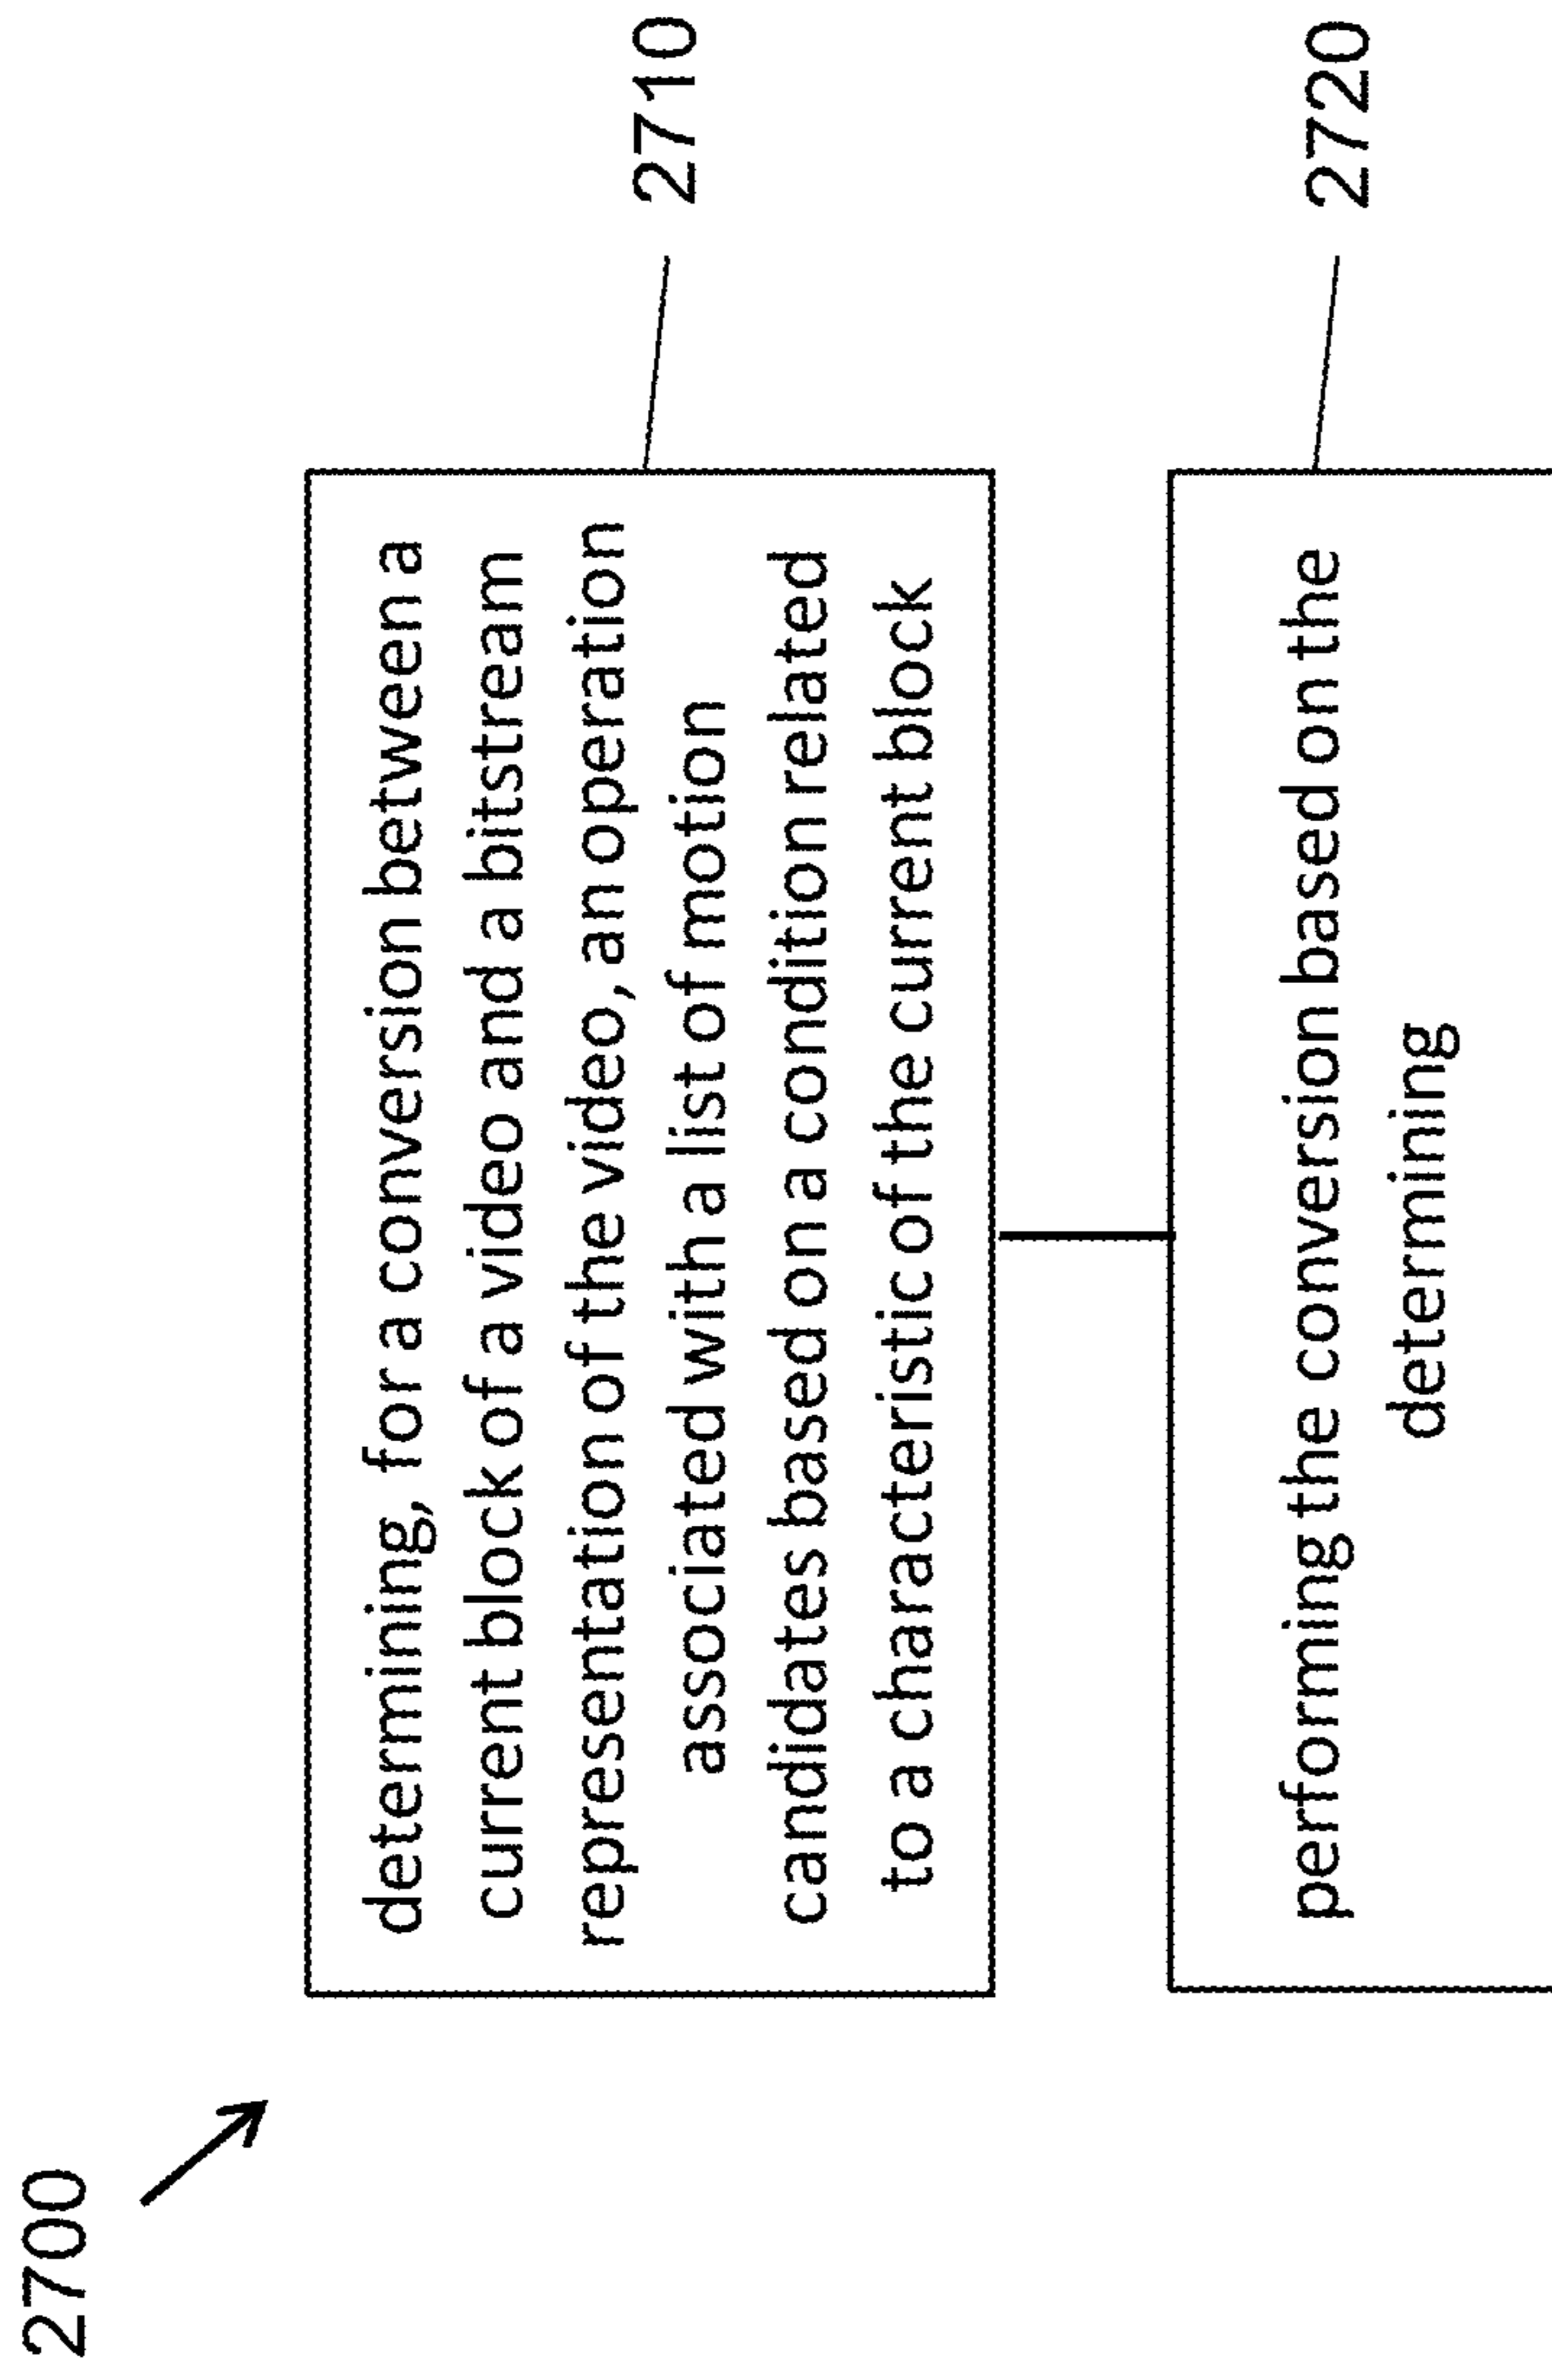 2700
determining, for a conversion between a
current block of a video and a bitstream
representation of the video, an operation
associated with a list of motion
candidates based on a condition related
to a characteristic of the current block
2710
performing the conversion based on the
determining
2720